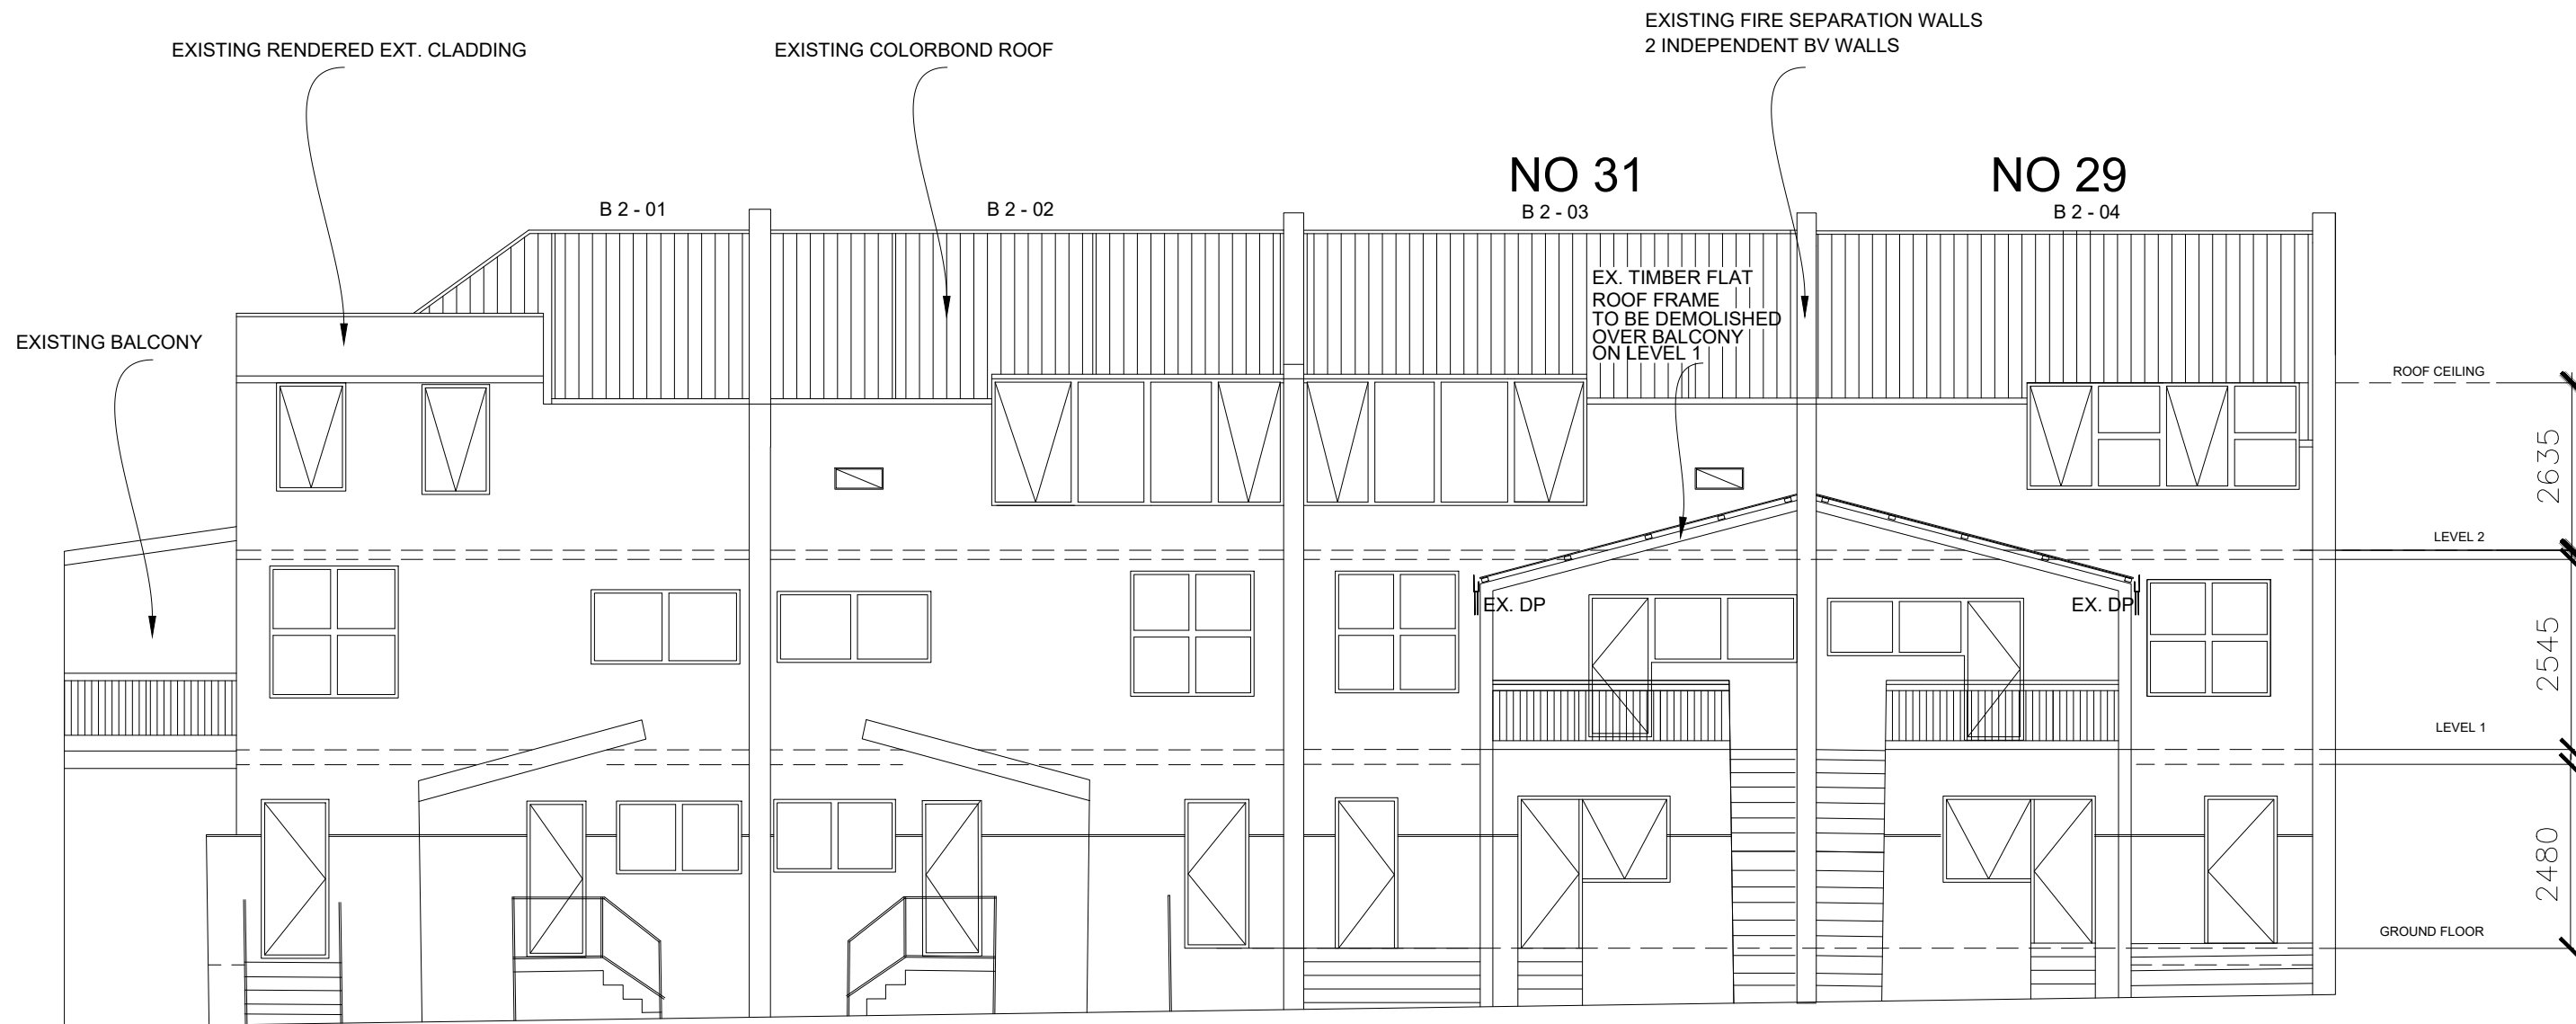 EXISTING FIRE SEPARATION WALLS
2 INDEPENDENT BV WALLS
EXISTING RENDERED EXT. CLADDING
EXISTING COLORBOND ROOF
NO 31
NO 29
B 2 - 01
B 2 - 02
B 2 - 03
B 2 - 04
EX. TIMBER FLAT
ROOF FRAME
TO BE DEMOLISHED
OVER BALCONY
ON LEVEL 1
EXISTING BALCONY
ROOF CEILING
2635
LEVEL 2
EX. DP
EX. DP
2545
LEVEL 1
2480
GROUND FLOOR